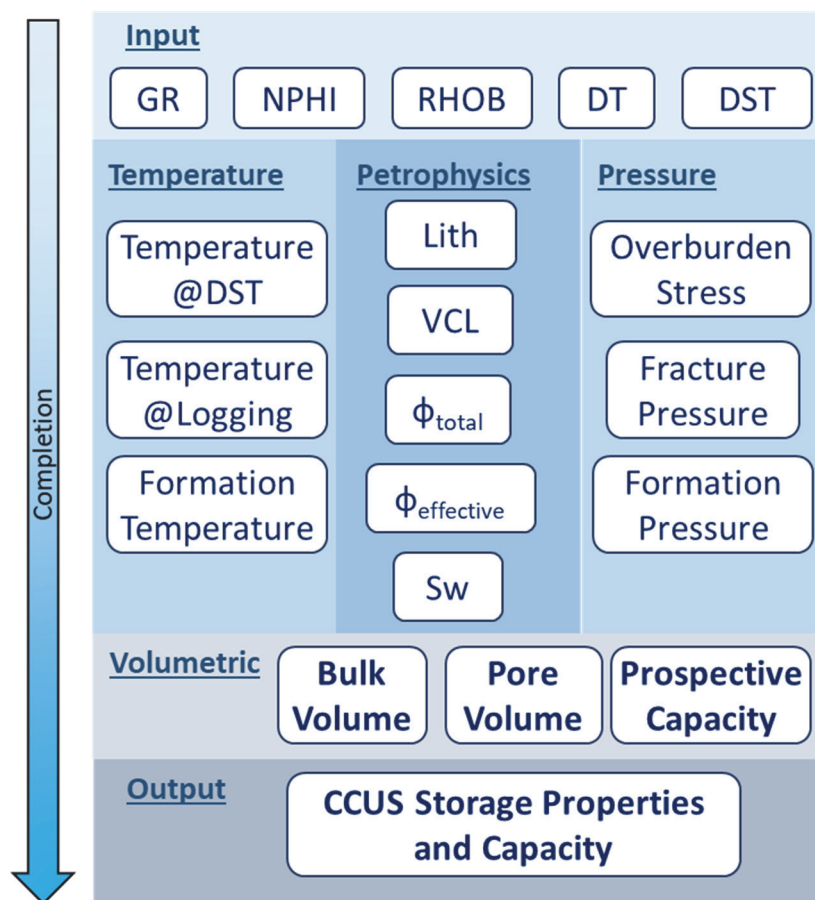 Completion
Input
GR
NPHI
RHOB
DT
DST
Temperature
Temperature
@DST
Temperature
@Logging
Formation
Temperature
Petrophysics
Lith
VCL
ϕtotal
ϕeffective
Sw
Pressure
Overburden
Stress
Fracture
Pressure
Formation
Pressure
Volumetric
Bulk
Volume
Pore
Volume
Prospective
Capacity
Output
CCUS Storage Properties
and Capacity